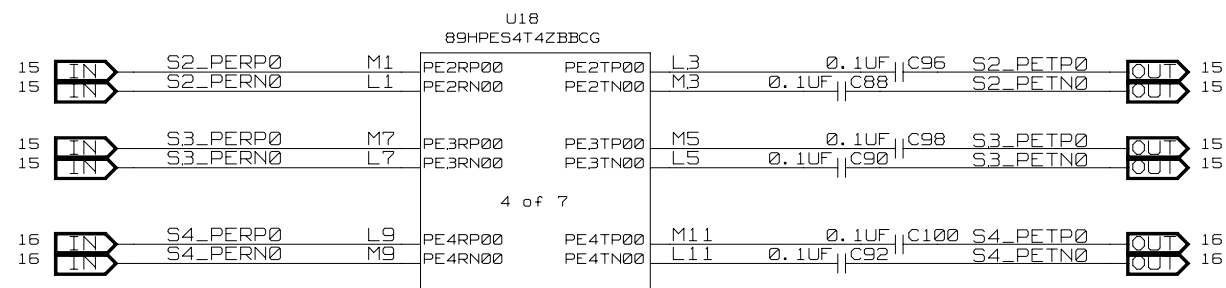 U18
89HPES4T4ZBBCG
15 IN S2_PERP0 M1 PE2RP00 PE2TP00 L3 0.1UF C96 S2_PETP0 OUT 15
15 IN S2_PERN0 L1 PE2RN00 PE2TN00 M3 0.1UF C88 S2_PETN0 OUT 15
15 IN S3_PERP0 M7 PE3RP00 PE3TP00 M5 0.1UF C98 S3_PETP0 OUT 15
15 IN S3_PERN0 L7 PE3RN00 PE3TN00 L5 0.1UF C90 S3_PETN0 OUT 15
4 of 7
16 IN S4_PERP0 L9 PE4RP00 PE4TP00 M11 0.1UF C100 S4_PETP0 OUT 16
16 IN S4_PERN0 M9 PE4RN00 PE4TN00 L11 0.1UF C92 S4_PETN0 OUT 16